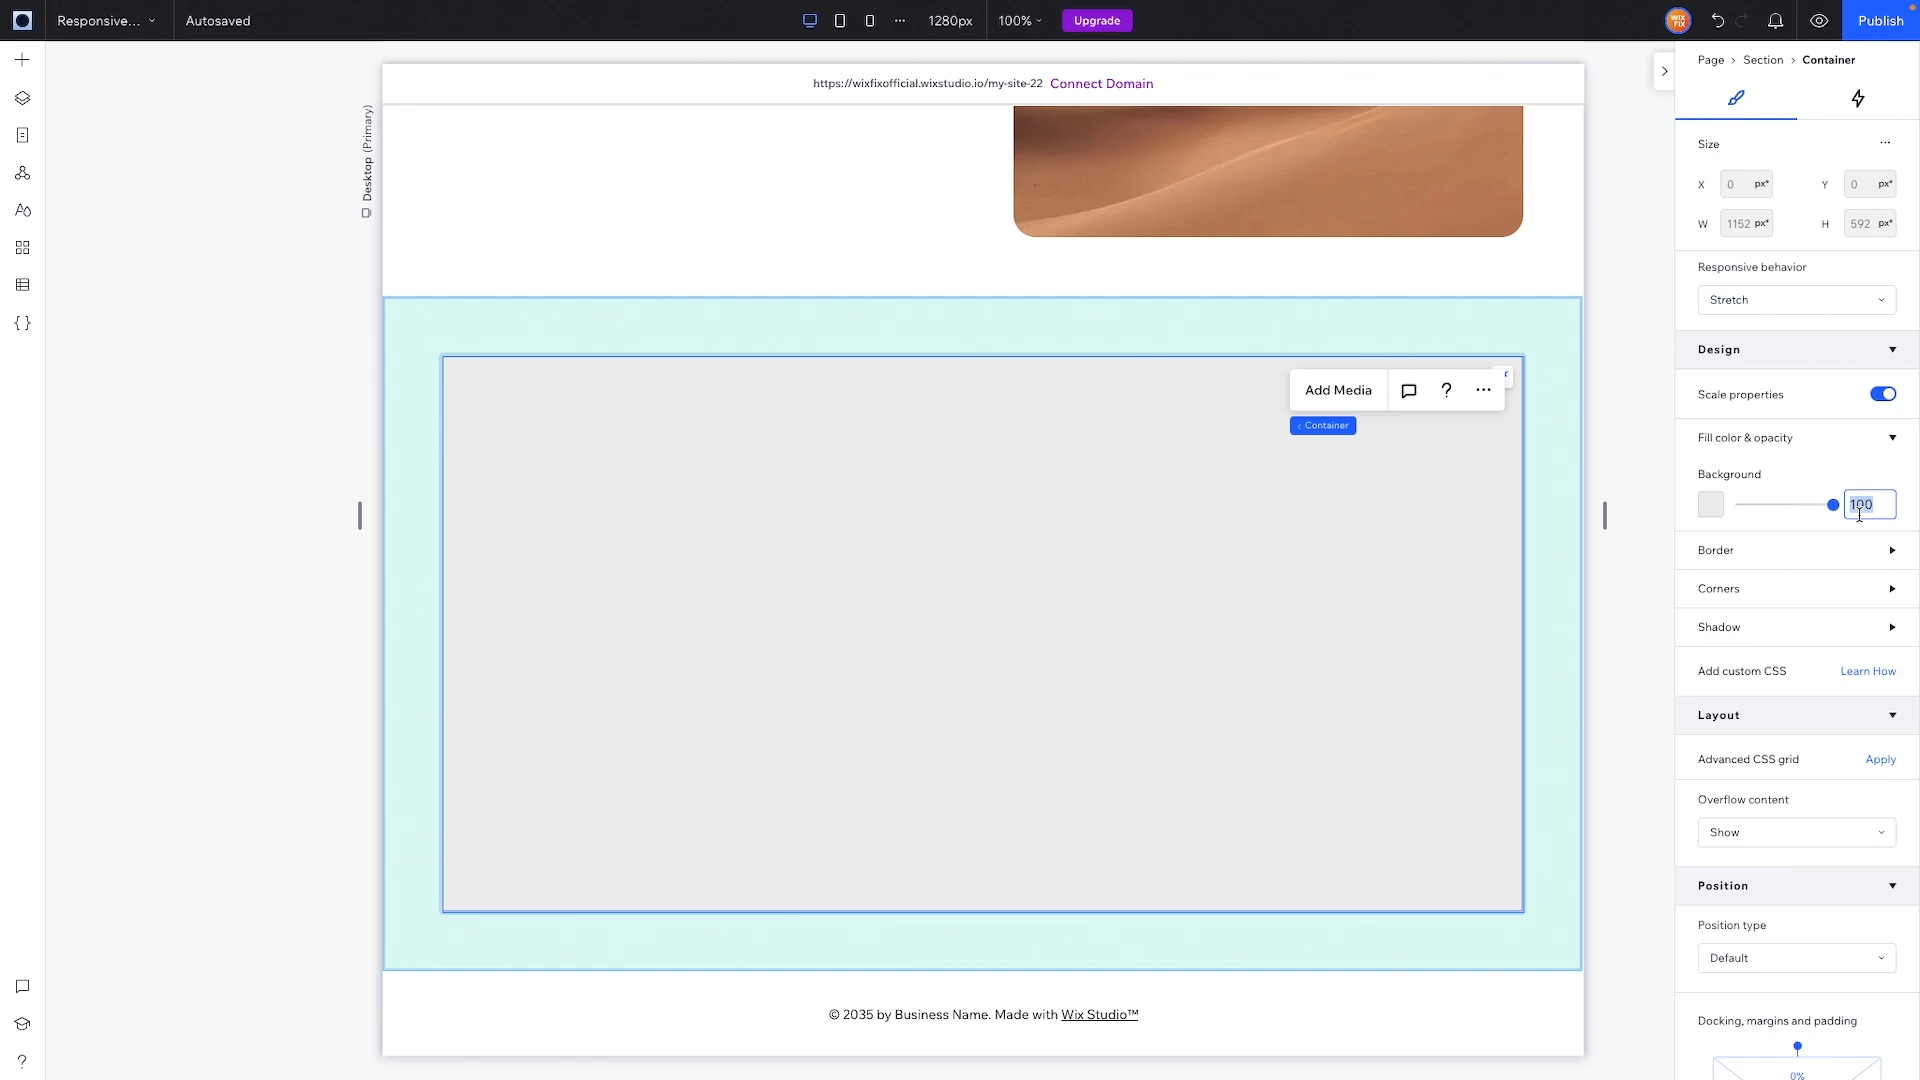 Responsive...
Autosaved
1280px
100%
Upgrade
WIX
FIX
Publish
https://wixfixofficial.wixstudio.io/my-site-22 Connect Domain
Desktop (Primary)
Add Media
?
Container
© 2035 by Business Name. Made with Wix Studio™
?
Page > Section > Container
Size
X 0 px* Y 0 px*
W 1152 px* H 592 px*
Responsive behavior
Stretch
Design
Scale properties
Fill color & opacity
Background
100
Border
Corners
Shadow
Add custom CSS Learn How
Layout
Advanced CSS grid Apply
Overflow content
Show
Position
Position type
Default
Docking, margins and padding
0%